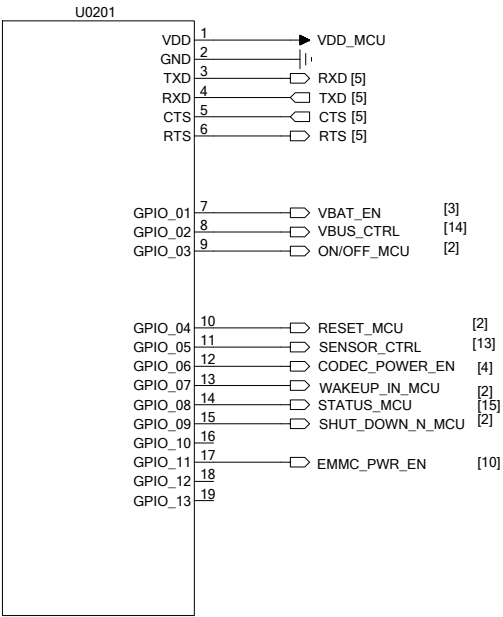 U0201
VDD 1 VDD_MCU
GND 2
TXD 3 RXD [5]
RXD 4 TXD [5]
CTS 5 CTS [5]
RTS 6 RTS [5]
GPIO_01 7 VBAT_EN [3]
GPIO_02 8 VBUS_CTRL [14]
GPIO_03 9 ON/OFF_MCU [2]
GPIO_04 10 RESET_MCU [2]
GPIO_05 11 SENSOR_CTRL [13]
GPIO_06 12 CODEC_POWER_EN [4]
GPIO_07 13 WAKEUP_IN_MCU [2]
GPIO_08 14 STATUS_MCU [15]
GPIO_09 15 SHUT_DOWN_N_MCU [2]
GPIO_10 16
GPIO_11 17 EMMC_PWR_EN [10]
GPIO_12 18
GPIO_13 19